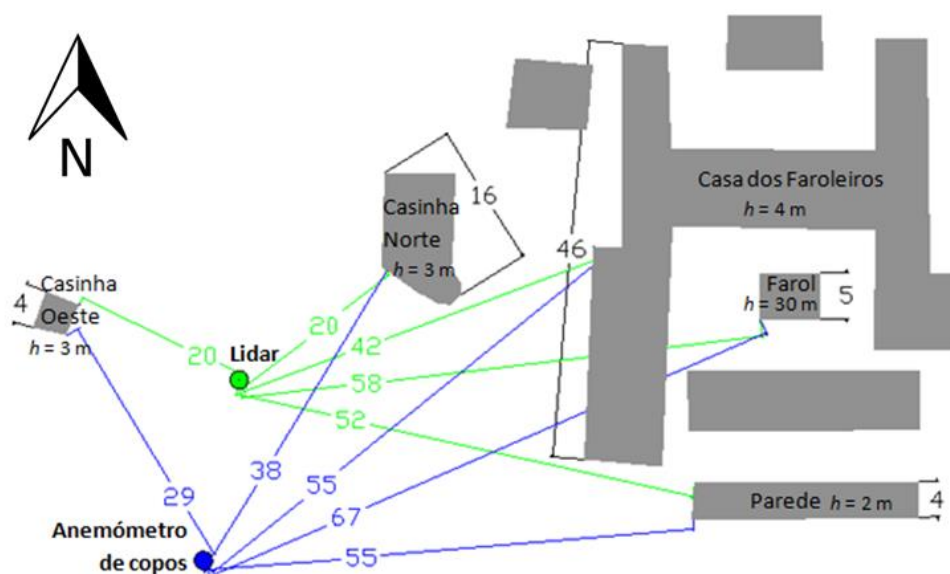 N
16
Casa dos Faroleiros
h = 4 m
Casinha
Norte
h = 3 m
46
Casinha
4
Oeste
h = 3 m
Farol
h = 30 m
5
20
20
42
Lidar
58
52
38
55
29
67
Parede h = 2 m
4
Anemómetro
de copos
55